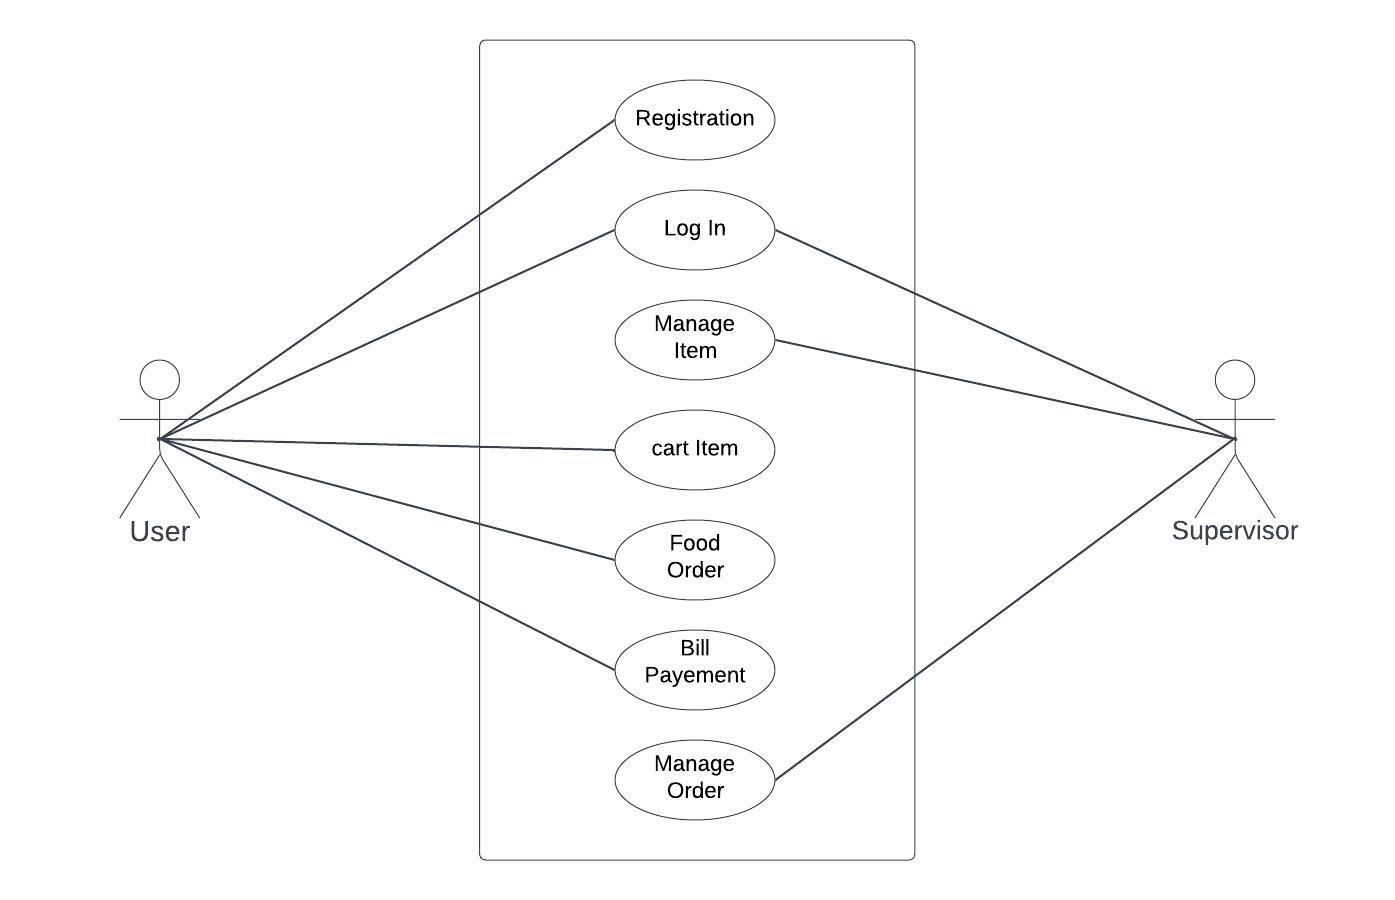 Registration
Log In
Manage
Item
cart Item
Food
Order
Bill
Payement
Manage
Order
User
Supervisor